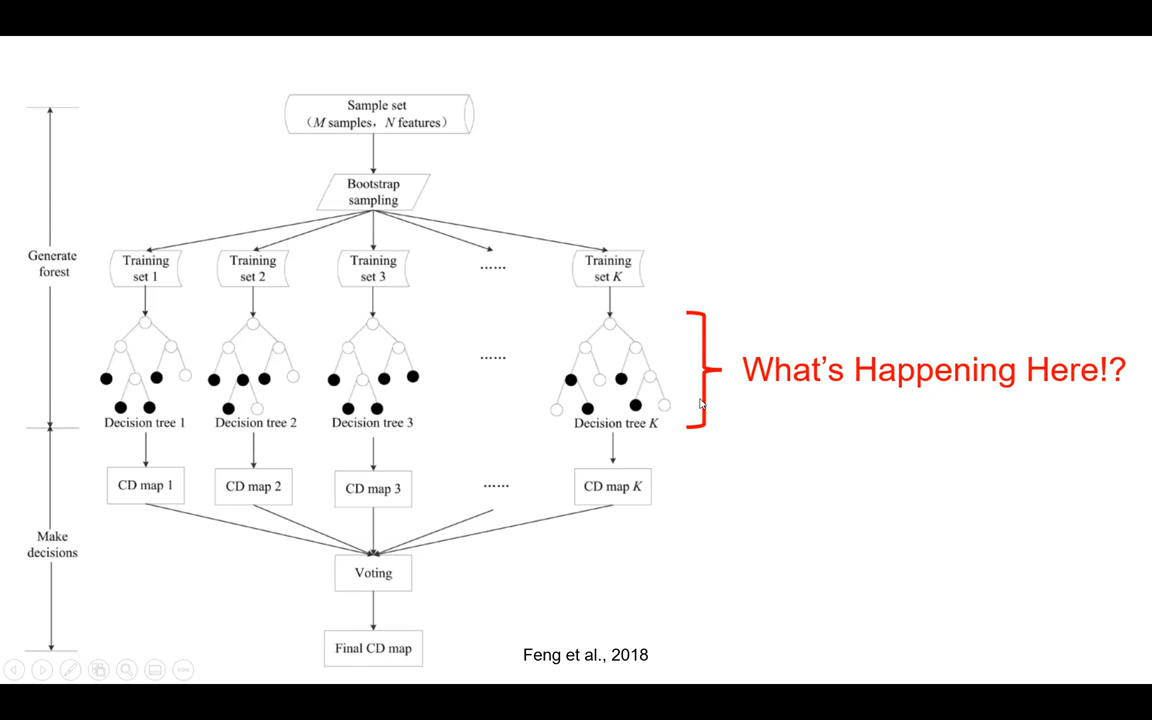 Sample set
(M samples, N features)
Bootstrap
sampling
Generate
forest
Training
set 1
Training
set 2
Training
set 3
......
Training
set K
......
What's Happening Here!?
Decision tree 1
Decision tree 2
Decision tree 3
Decision tree K
CD map 1
CD map 2
CD map 3
......
CD map K
Make
decisions
Voting
Final CD map
Feng et al., 2018